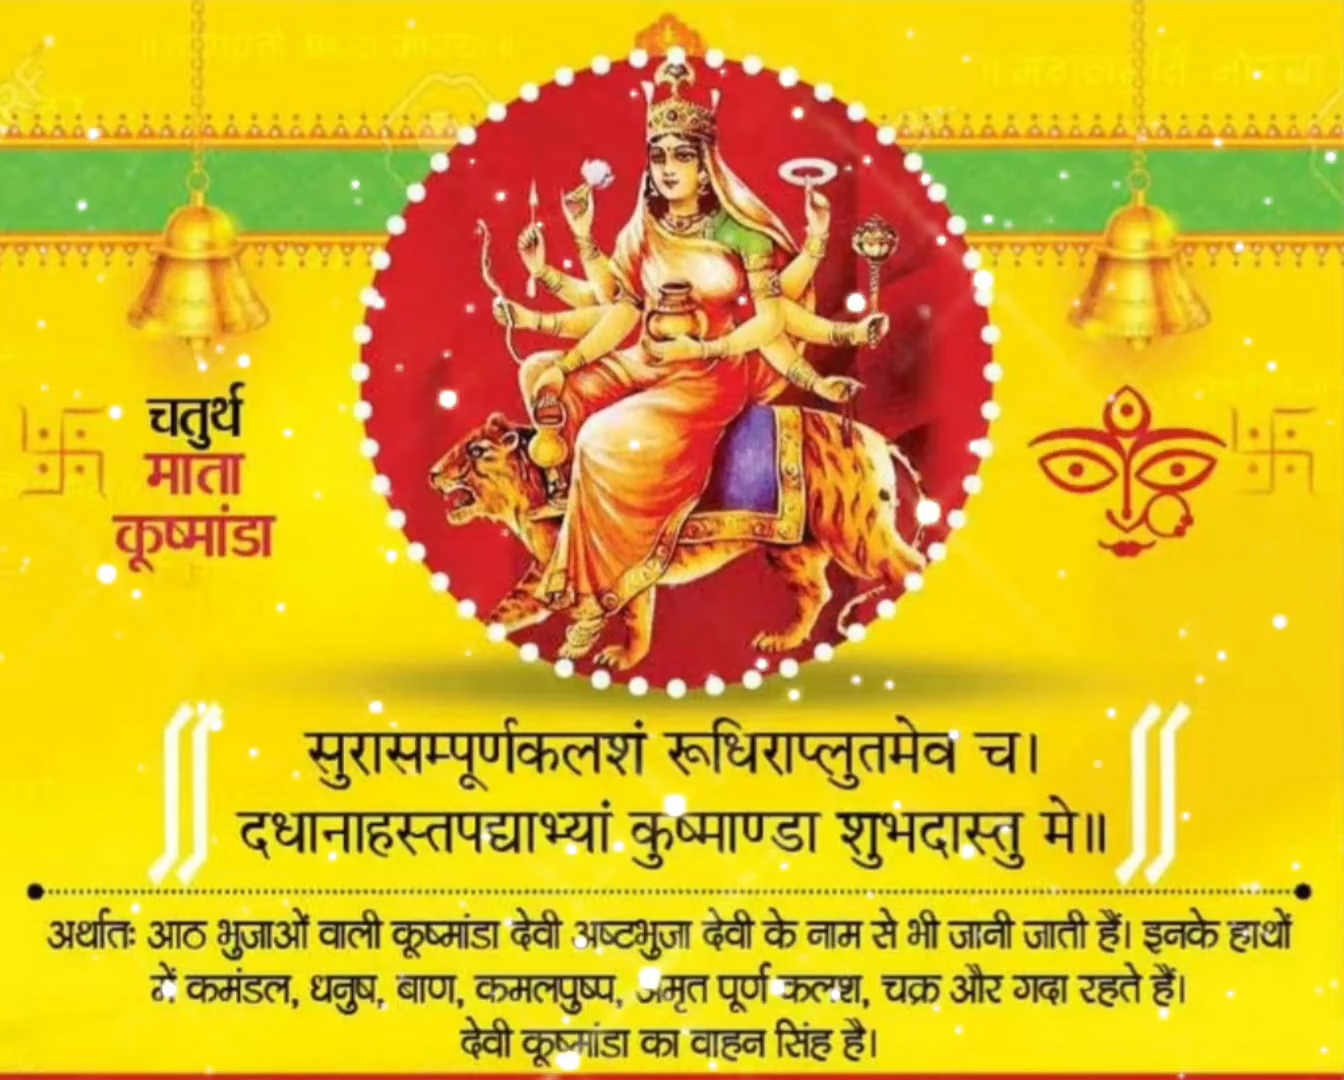 चतुर्थ
माता
कूष्मांडा
सुरासम्पूर्णकलशं रूधिराप्लुतमेव च।
दधानाहस्तपद्याभ्यां कुष्माण्डा शुभदास्तु मे॥
अर्थातः आठ भुजाओं वाली कूष्मांडा देवी अष्टभुजा देवी के नाम से भी जानी जाती हैं। इनके हाथों
में कमंडल, धनुष, बाण, कमलपुष्प, अमृत पूर्ण कलश, चक्र और गदा रहते हैं।
देवी कूष्मांडा का वाहन सिंह है।